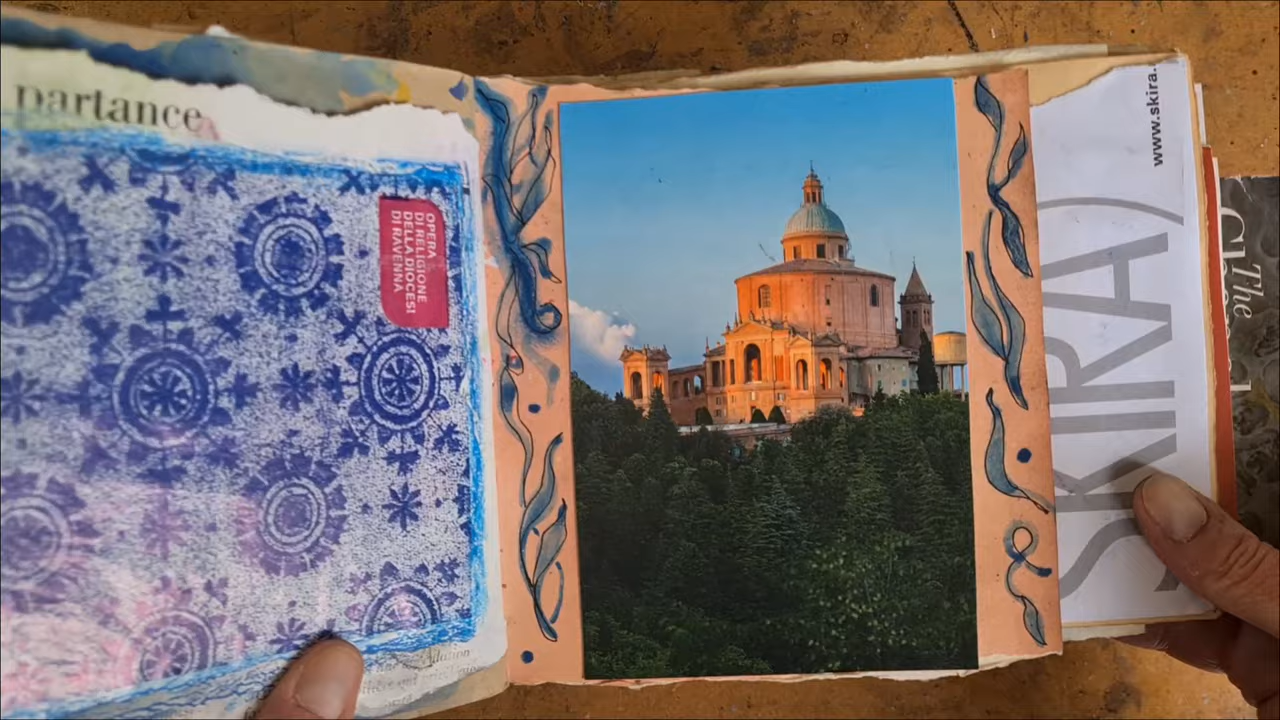 partance
OPERA
DI RELIGIONE
DELLA DIOCESI
DI RAVENNA
www.skira.
SKIRA)
The